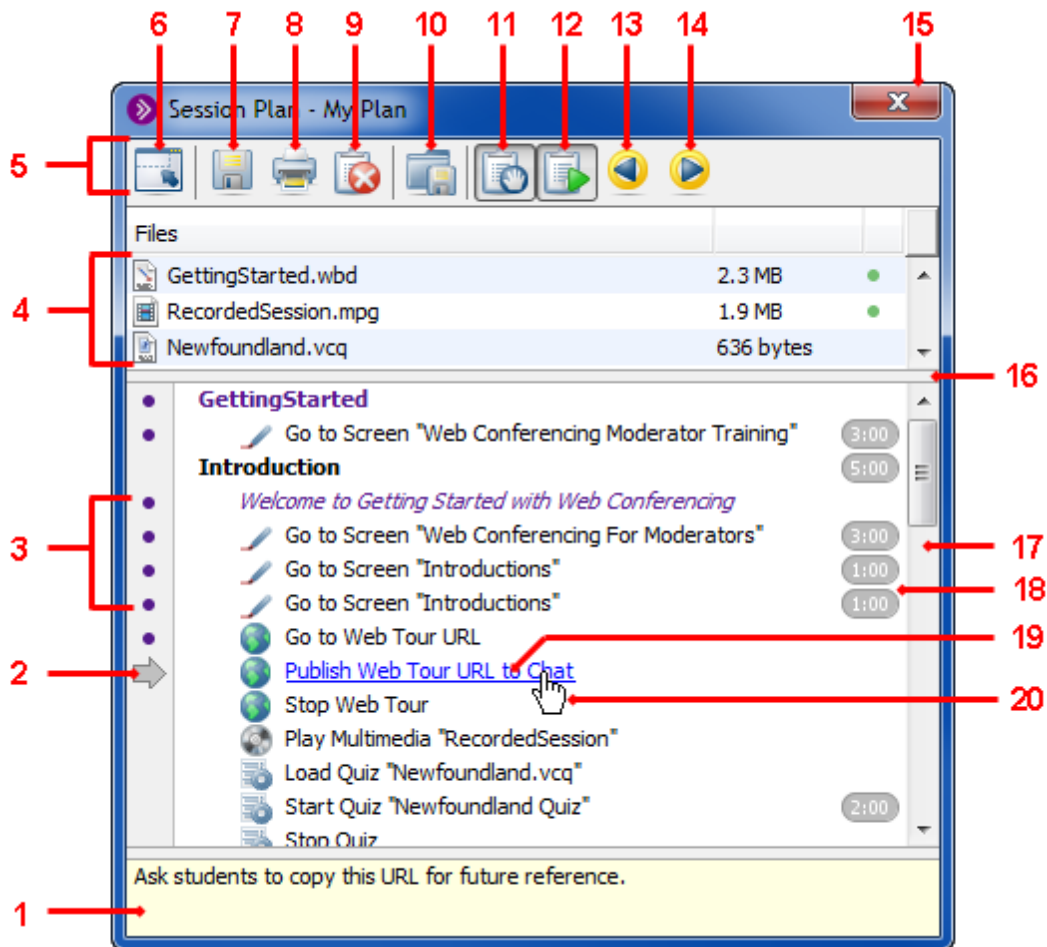 6 7 8 9 10 11 12 13 14 15
Session Plan - My Plan
5
Files
4
GettingStarted.wbd 2.3 MB
RecordedSession.mpg 1.9 MB
Newfoundland.vcq 636 bytes
16
GettingStarted
Go to Screen "Web Conferencing Moderator Training" 3:00
Introduction 5:00
Welcome to Getting Started with Web Conferencing
3
Go to Screen "Web Conferencing For Moderators" 3:00
17
Go to Screen "Introductions" 1:00
18
Go to Screen "Introductions" 1:00
Go to Web Tour URL
19
2
Publish Web Tour URL to Chat
Stop Web Tour
20
Play Multimedia "RecordedSession"
Load Quiz "Newfoundland.vcq"
Start Quiz "Newfoundland Quiz" 2:00
Stop Quiz
Ask students to copy this URL for future reference.
1